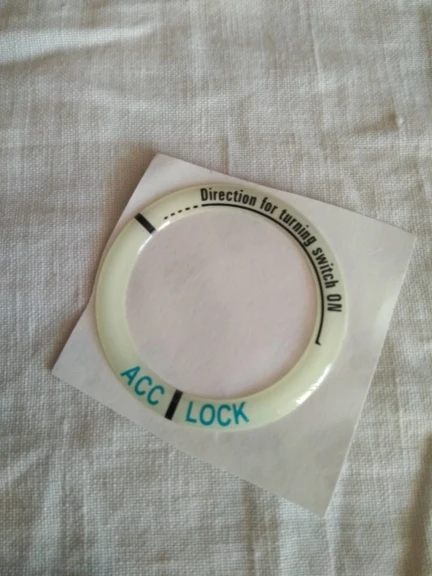 Direction for turning switch ON
ACC LOCK